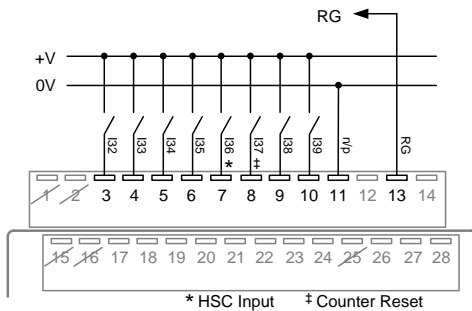 RG
+V
0V
I32 I33 I34 I35 I36 I37 I38 I39 n/p RG
* ‡
1 2 3 4 5 6 7 8 9 10 11 12 13 14
15 16 17 18 19 20 21 22 23 24 25 26 27 28
* HSC Input ‡ Counter Reset